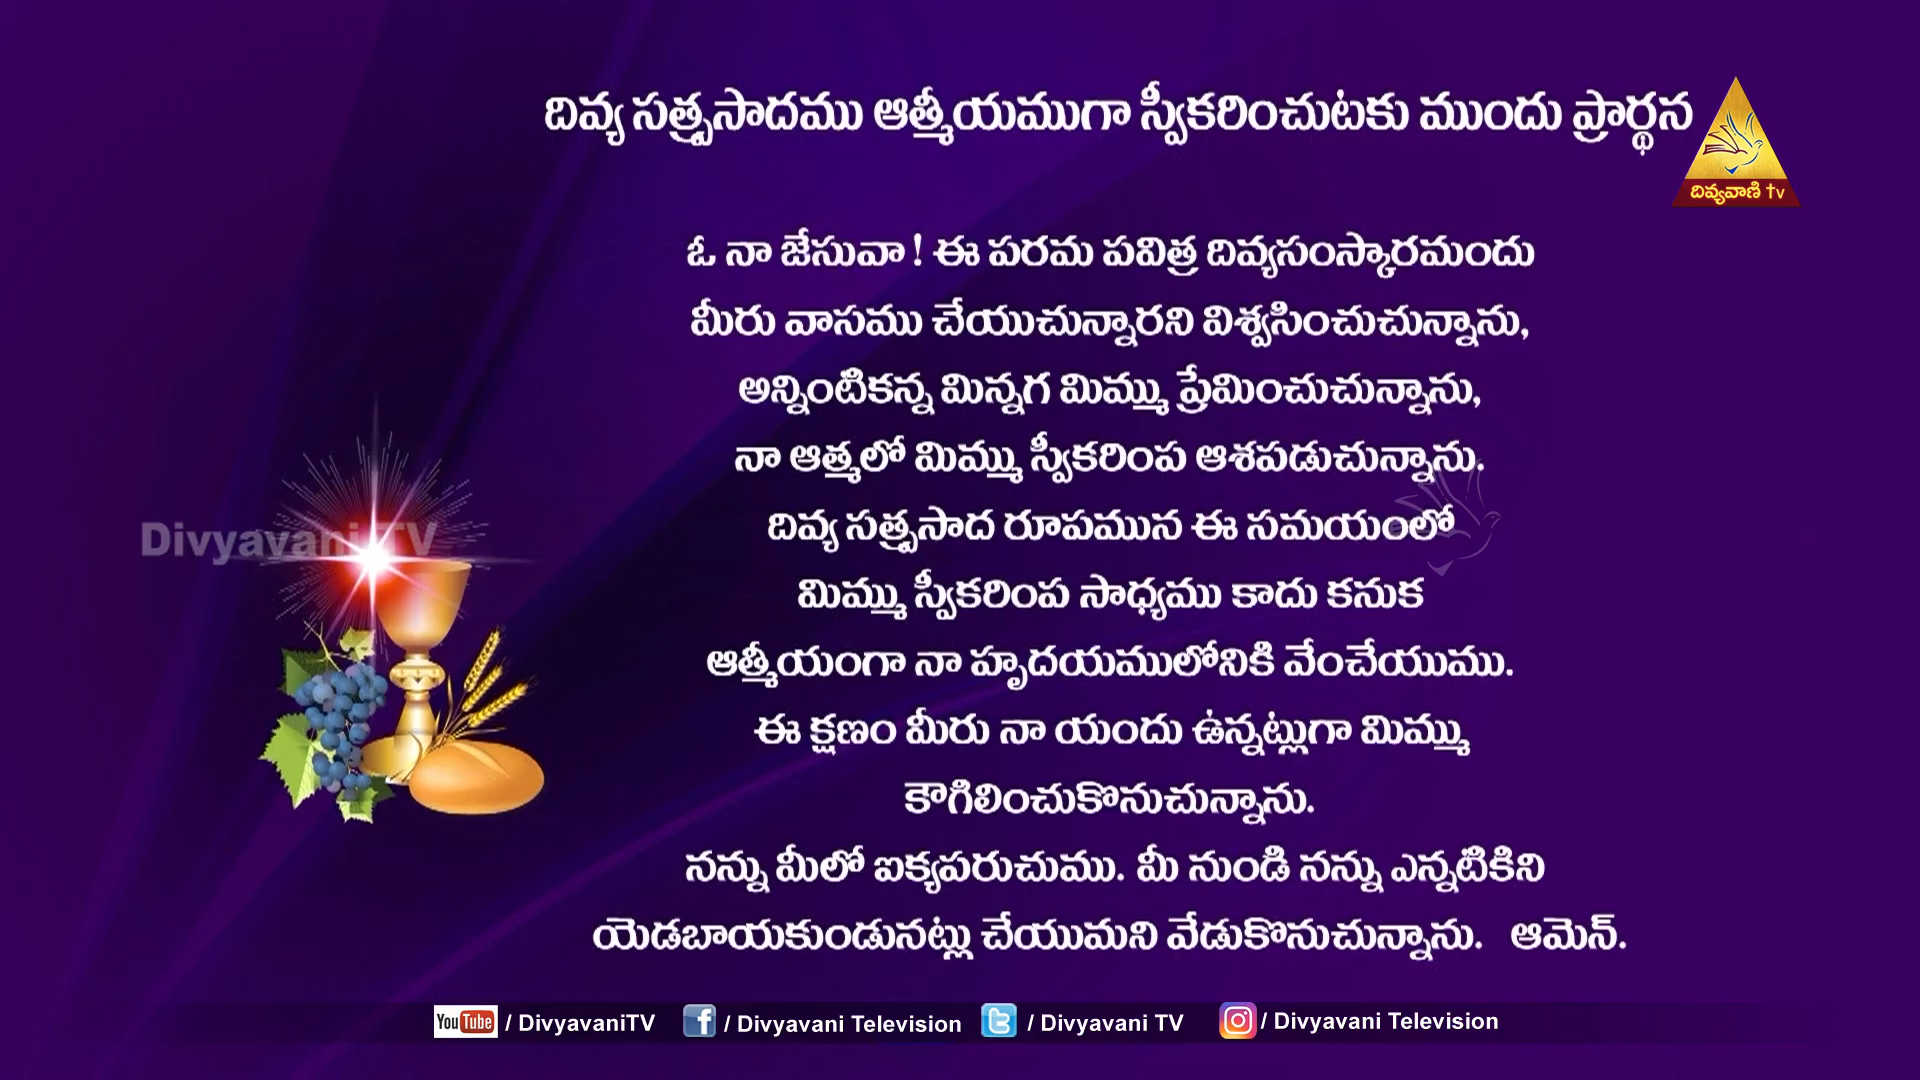 దివ్య సత్ప్రసాదము ఆత్మీయముగా స్వీకరించుటకు ముందు ప్రార్థన
దివ్యవాణి tv
ఓ నా జేసువా ! ఈ పరమ పవిత్ర దివ్యసంస్కారమందు
మీరు వాసము చేయుచున్నారని విశ్వసించుచున్నాను,
అన్నింటికన్న మిన్నగ మిమ్ము ప్రేమించుచున్నాను,
నా ఆత్మలో మిమ్ము స్వీకరింప ఆశపడుచున్నాను.
దివ్య సత్ప్రసాద రూపమున ఈ సమయంలో
DivyavaniTV
మిమ్ము స్వీకరింప సాధ్యము కాదు కనుక
ఆత్మీయంగా నా హృదయములోనికి వేంచేయుము.
ఈ క్షణం మీరు నా యందు ఉన్నట్లుగా మిమ్ము
కౌగిలించుకొనుచున్నాను.
నన్ను మీలో ఐక్యపరుచుము. మీ నుండి నన్ను ఎన్నటికిని
యెడబాయకుండునట్లు చేయుమని వేడుకొనుచున్నాను. ఆమెన్.
YouTube / DivyavaniTV / Divyavani Television / Divyavani TV / Divyavani Television